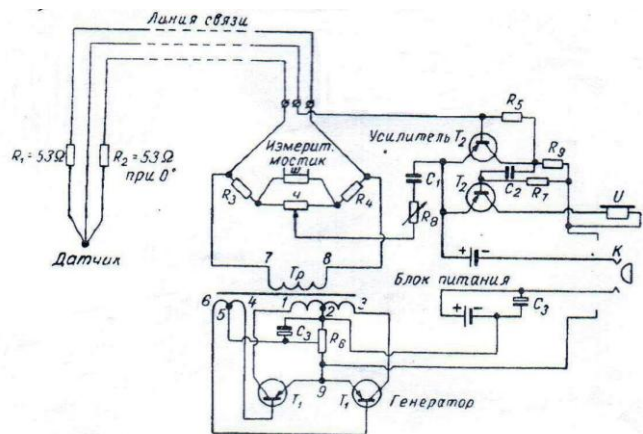 Линия связи
R₁=53Ω
R₂=53Ω
при 0°
Датчик
Измерит.
мостик
Ш
R₃
Ч
R₄
C₁
R₈
Усилитель
T₂
R₅
R₉
T₂
C₂
R₇
U
К
+ -
Блок питания
+ -
C₃
7
Тр
8
6
5
4
1
2
3
C₃
R₆
9
T₁
T₁
Генератор